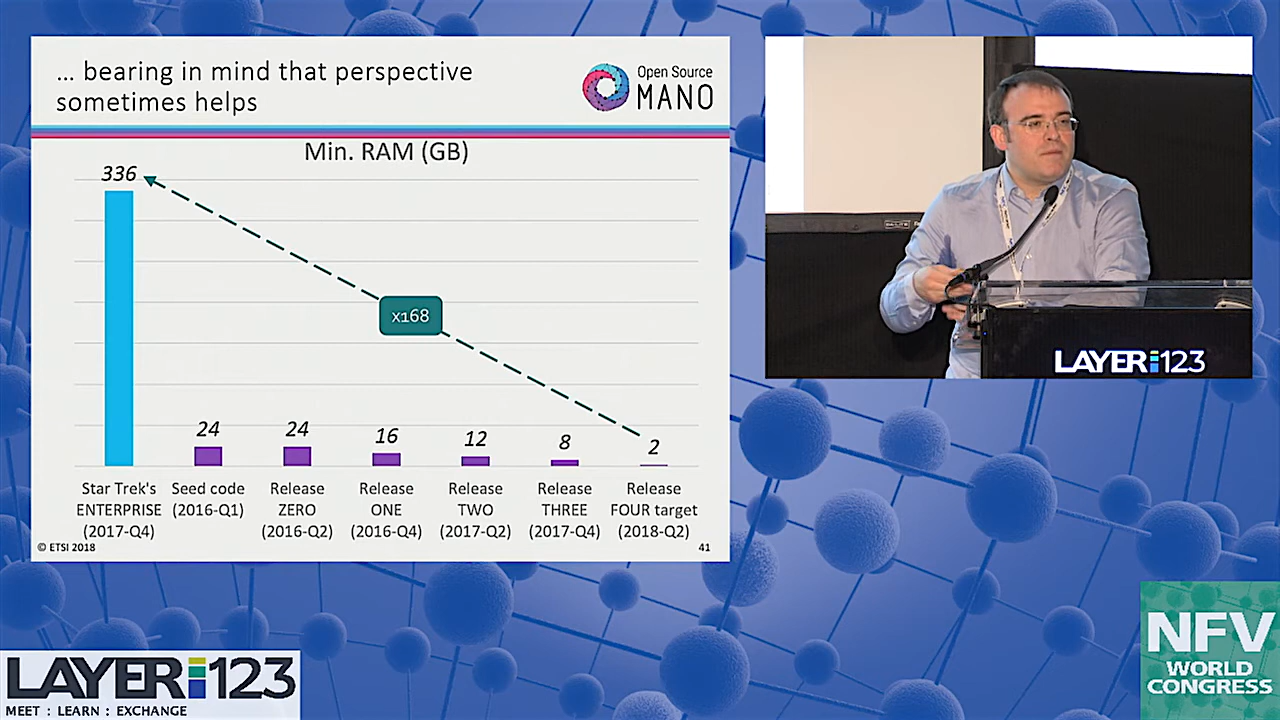 ... bearing in mind that perspective
sometimes helps
Open Source
MANO
Min. RAM (GB)
336
24
24
16
12
8
2
x168
Star Trek's
ENTERPRISE
(2017-Q4)
Seed code
(2016-Q1)
Release
ZERO
(2016-Q2)
Release
ONE
(2016-Q4)
Release
TWO
(2017-Q2)
Release
THREE
(2017-Q4)
Release
FOUR target
(2018-Q2)
© ETSI 2018
41
LAYER123
LAYER123
MEET : LEARN : EXCHANGE
NFV
WORLD
CONGRESS